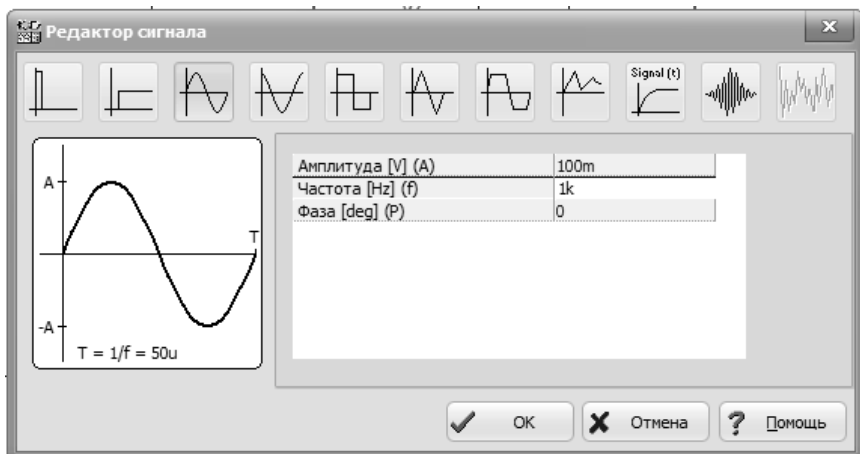 Редактор сигнала
Signal (t)
A
T
-A
T = 1/f = 50u
Амплитуда [V] (A) 100m
Частота [Hz] (f) 1k
Фаза [deg] (P) 0
OK
Отмена
Помощь